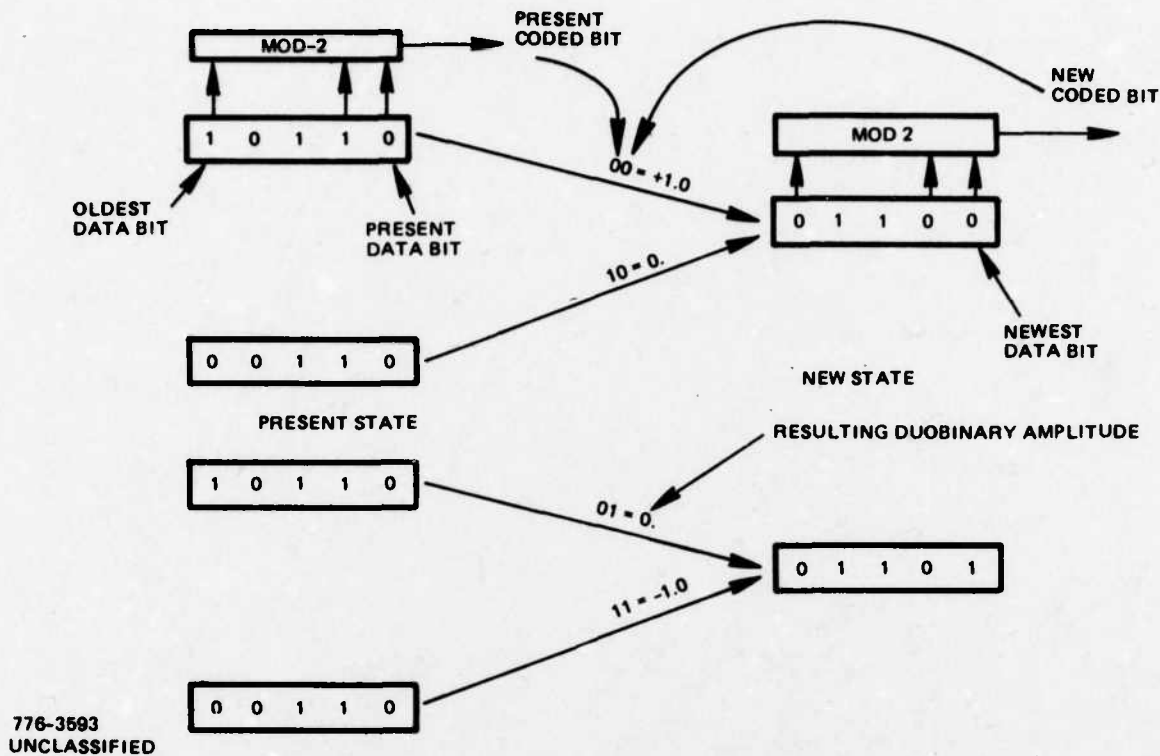 MOD-2
PRESENT
CODED BIT
NEW
CODED BIT
1 0 1 1 0
MOD 2
00 = +1.0
OLDEST
DATA BIT
PRESENT
DATA BIT
0 1 1 0 0
10 = 0.
NEWEST
DATA BIT
0 0 1 1 0
NEW STATE
PRESENT STATE
RESULTING DUOBINARY AMPLITUDE
1 0 1 1 0
01 = 0.
0 1 1 0 1
11 = -1.0
0 0 1 1 0
776-3593
UNCLASSIFIED